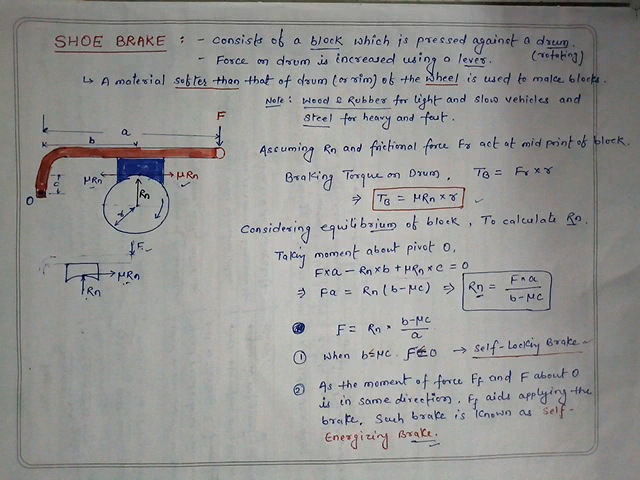 SHOE BRAKE : - Consists of a block which is pressed against a drum.
(rotating)
- Force on drum is increased using a lever.
↳ A material softer than that of drum (or rim) of the wheel is used to make blocks.
Note : Wood & Rubber for light and slow vehicles and
Steel for heavy and fast.
F
a
b
c
O
μRn
μRn
Rn
r
Assuming Rn and frictional force Fr act at mid point of block.
Braking Torque on Drum, TB = Fr × r
⇒ TB = μRn × r
Considering equilibrium of block, To calculate Rn.
Taking moment about pivot O,
F×a - Rn×b + μRn×c = 0
⇒ Fa = Rn (b-μc) ⇒ Rn = F×a / b-μc
F
μRn
Rn
F = Rn × b-μc / a
① When b≤μc. F≤0 → Self-Locking Brake
② As the moment of force Ff and F about O
is in same direction. Ff aids applying the
brake. Such brake is known as Self-
Energizing Brake.